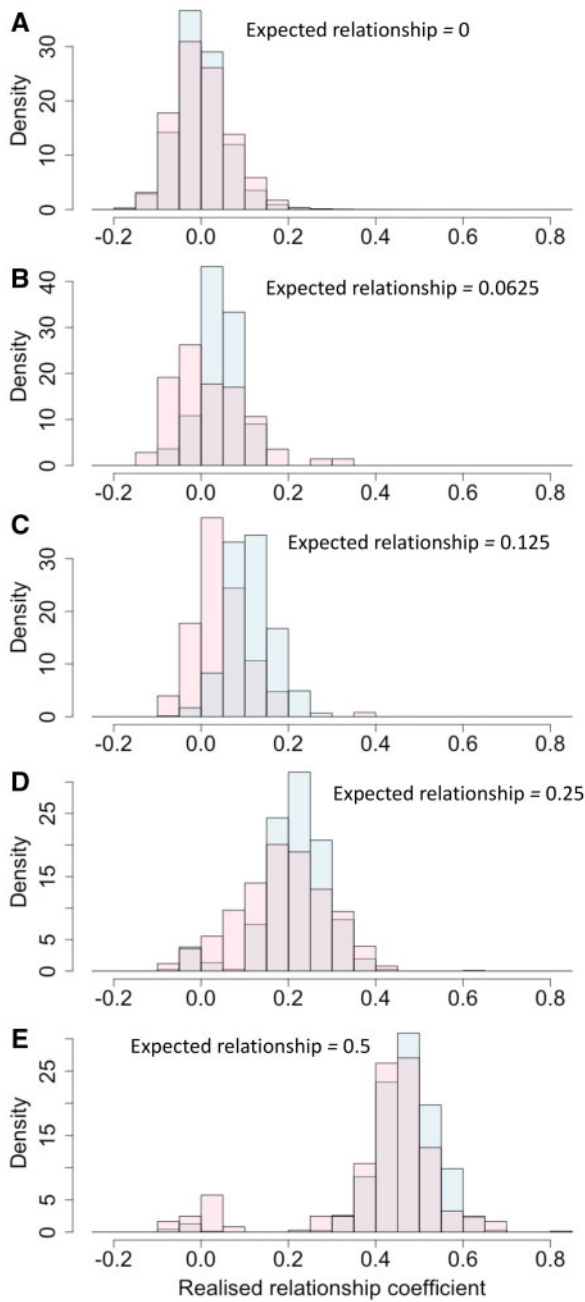 A
Expected relationship = 0
Density
0 10 20 30
-0.2 0.0 0.2 0.4 0.6 0.8
B
Expected relationship = 0.0625
Density
0 10 20 30 40
-0.2 0.0 0.2 0.4 0.6 0.8
C
Expected relationship = 0.125
Density
0 10 20 30
-0.2 0.0 0.2 0.4 0.6 0.8
D
Expected relationship = 0.25
Density
0 5 15 25
-0.2 0.0 0.2 0.4 0.6 0.8
E
Expected relationship = 0.5
Density
0 5 15 25
-0.2 0.0 0.2 0.4 0.6 0.8
Realised relationship coefficient